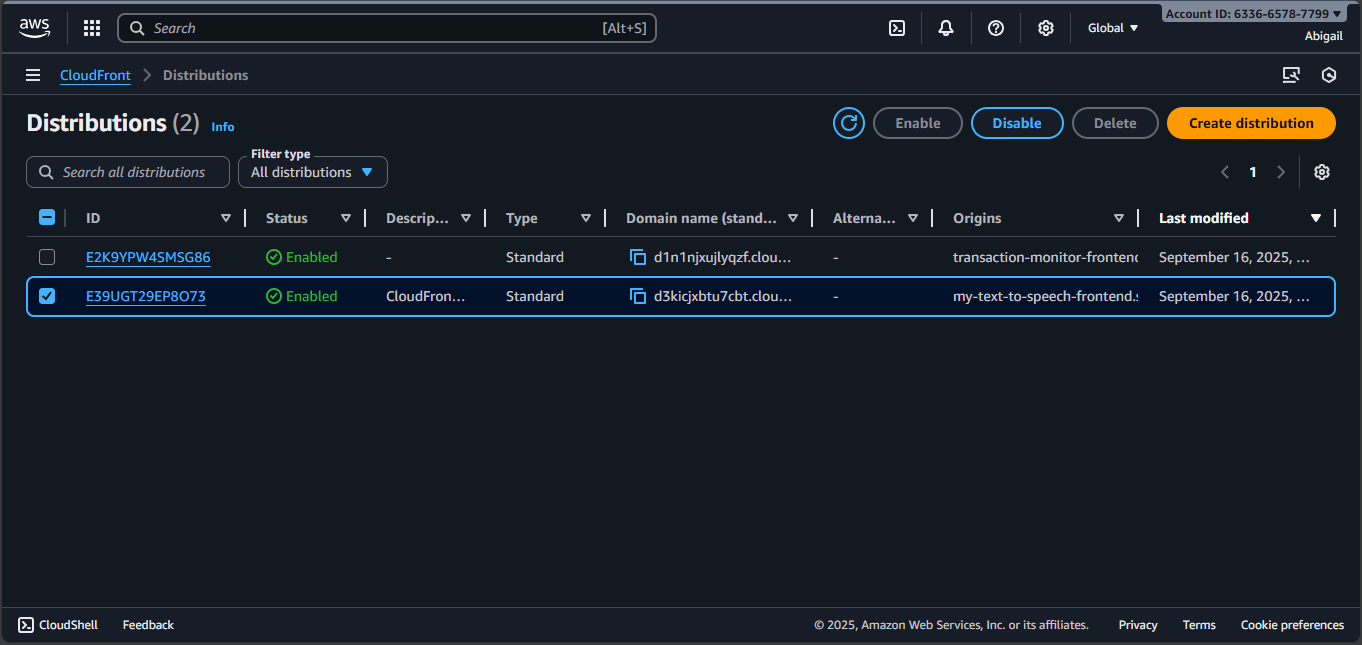 aws Search [Alt+S] Global Account ID: 6336-6578-7799
Abigail
CloudFront Distributions
Distributions (2) Info Enable Disable Delete Create distribution
Filter type
Search all distributions All distributions 1
ID Status Descrip... Type Domain name (stand... Alterna... Origins Last modified
E2K9YPW4SMSG86 Enabled - Standard d1n1njxujlyqzf.clou... - transaction-monitor-frontend September 16, 2025, ...
E39UGT29EP8O73 Enabled CloudFron... Standard d3kicjxbtu7cbt.clou... - my-text-to-speech-frontend.s September 16, 2025, ...
CloudShell Feedback © 2025, Amazon Web Services, Inc. or its affiliates. Privacy Terms Cookie preferences